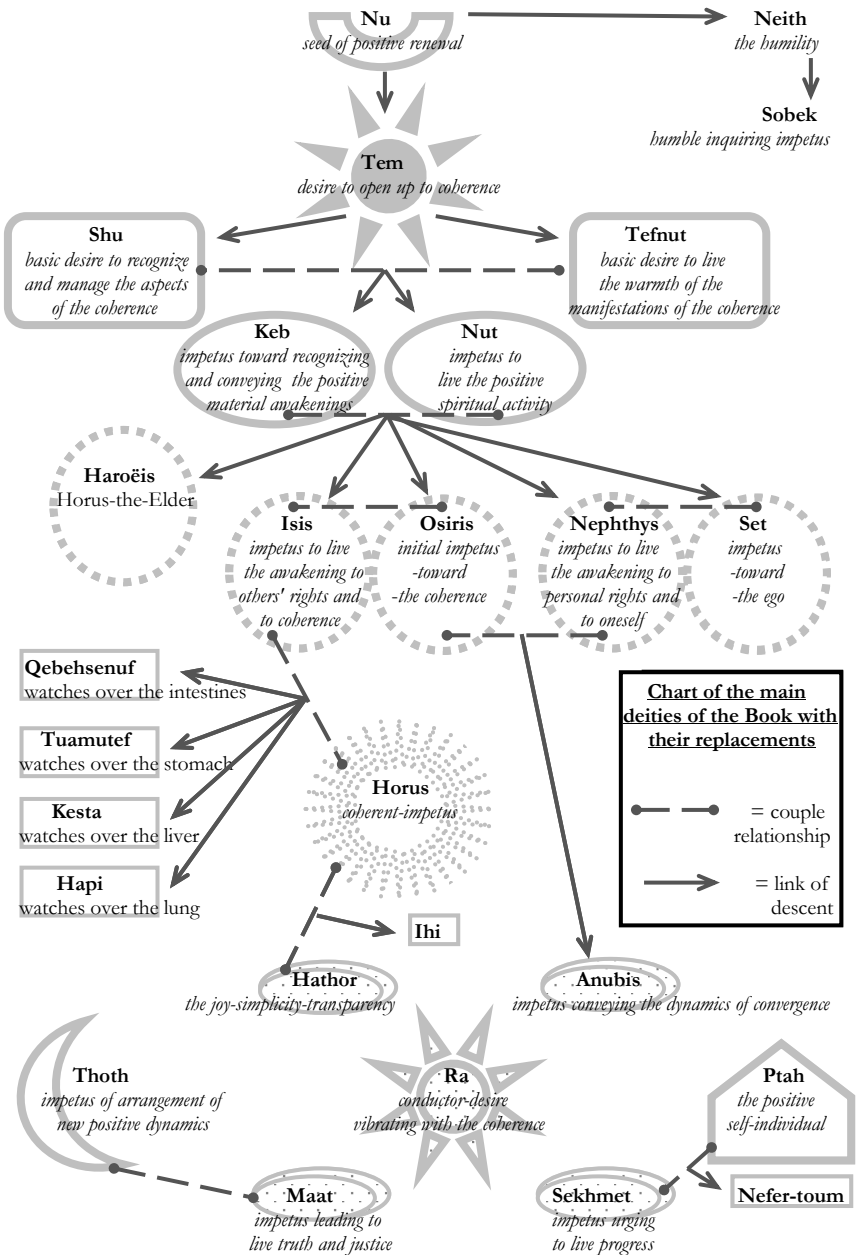 Nu
seed of positive renewal
Neith
the humility
Sobek
humble inquiring impetus
Tem
desire to open up to coherence
Shu
basic desire to recognize
and manage the aspects
of the coherence
Tefnut
basic desire to live
the warmth of the
manifestations of the coherence
Keb
impetus toward recognizing
and conveying the positive
material awakenings
Nut
impetus to
live the positive
spiritual activity
Haroëis
Horus-the-Elder
Isis
impetus to live
the awakening to
others' rights and
to coherence
Osiris
initial impetus
-toward
-the coherence
Nephthys
impetus to live
the awakening to
personal rights and
to oneself
Set
impetus
-toward
-the ego
Qebehsenuf
watches over the intestines
Tuamutef
watches over the stomach
Kesta
watches over the liver
Hapi
watches over the lung
Horus
coherent-impetus
Chart of the main
deities of the Book with
their replacements
= couple
relationship
= link of
descent
Ihi
Hathor
the joy-simplicity-transparency
Anubis
impetus conveying the dynamics of convergence
Thoth
impetus of arrangement of
new positive dynamics
Ra
conductor-desire
vibrating with the coherence
Ptah
the positive
self-individual
Maat
impetus leading to
live truth and justice
Sekhmet
impetus urging
to live progress
Nefer-toum